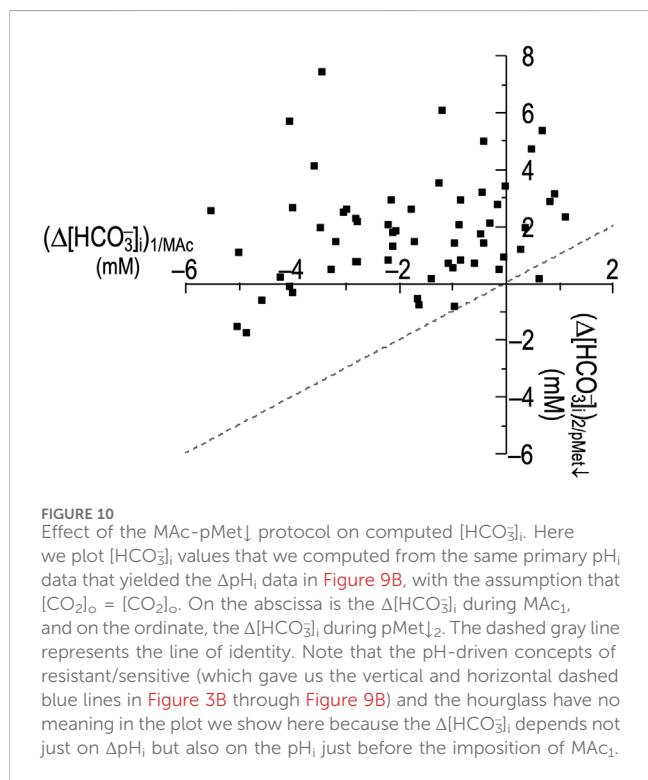 8
6
4
2
(Δ[HCO₃⁻]ᵢ)₁/MAc
(mM)
−6
−4
−2
2
−2
−4
−6
(Δ[HCO₃⁻]ᵢ)₂/pMet↓
(mM)
FIGURE 10
Effect of the MAc-pMet↓ protocol on computed [HCO₃⁻]ᵢ. Here
we plot [HCO₃⁻]ᵢ values that we computed from the same primary pHᵢ
data that yielded the ΔpHᵢ data in Figure 9B, with the assumption that
[CO₂]ₒ = [CO₂]ₒ. On the abscissa is the Δ[HCO₃⁻]ᵢ during MAc₁,
and on the ordinate, the Δ[HCO₃⁻]ᵢ during pMet↓₂. The dashed gray line
represents the line of identity. Note that the pH-driven concepts of
resistant/sensitive (which gave us the vertical and horizontal dashed
blue lines in Figure 3B through Figure 9B) and the hourglass have no
meaning in the plot we show here because the Δ[HCO₃⁻]ᵢ depends not
just on ΔpHᵢ but also on the pHᵢ just before the imposition of MAc₁.